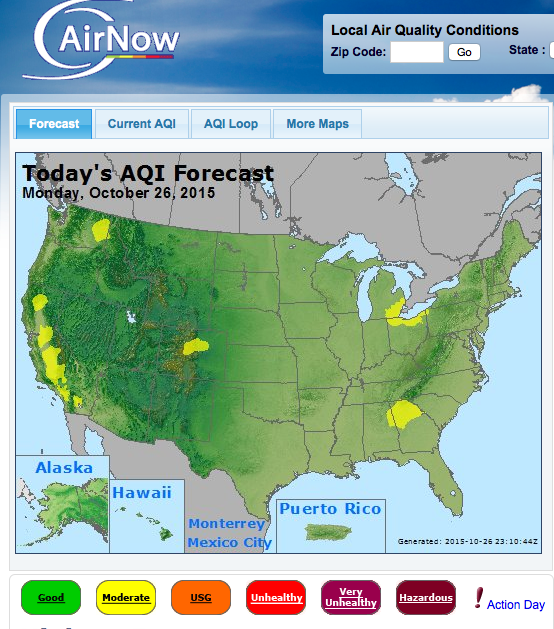 AirNow
Local Air Quality Conditions
Zip Code: Go State :
Forecast Current AQI AQI Loop More Maps
Today's AQI Forecast
Monday, October 26, 2015
Alaska
Hawaii
Puerto Rico
Monterrey
Mexico City
Generated: 2015-10-26 23:10:44Z
Good Moderate USG Unhealthy Very Unhealthy Hazardous ! Action Day